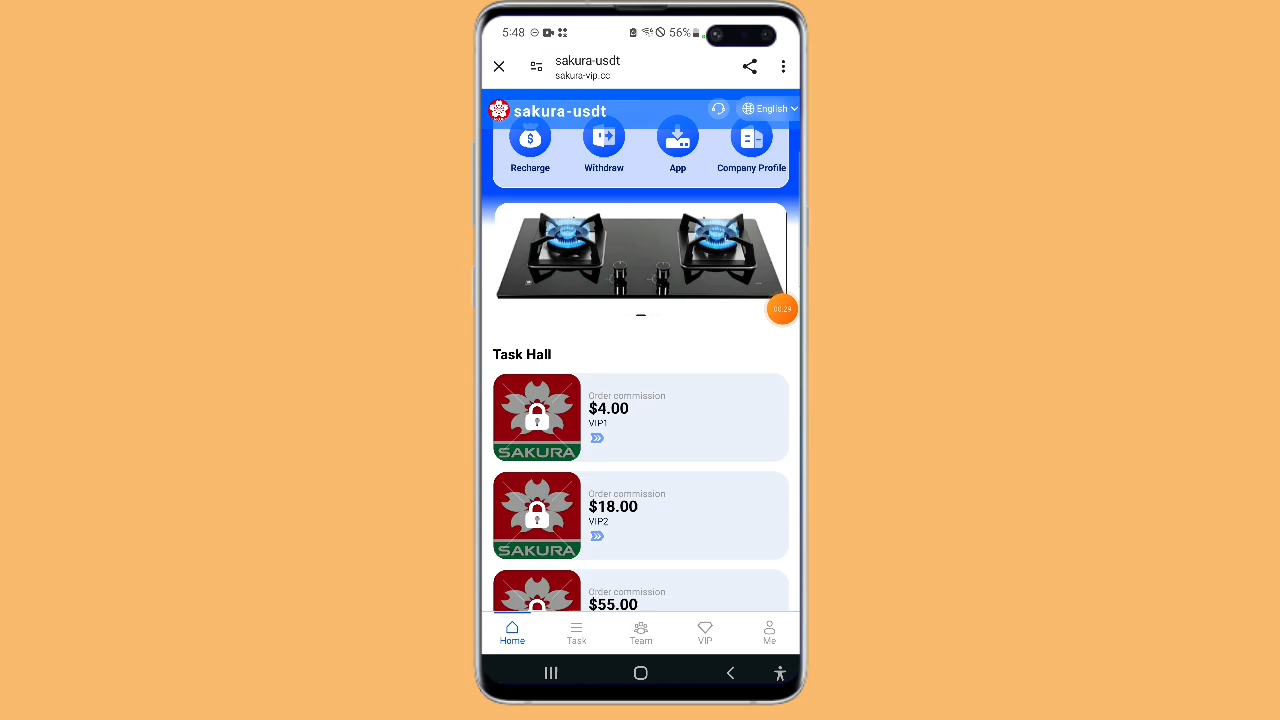 5:48
56%
sakura-usdt
sakura-vip.cc
sakura-usdt
English
Recharge
Withdraw
App
Company Profile
00:29
Task Hall
Order commission
$4.00
VIP1
SAKURA
Order commission
$18.00
VIP2
SAKURA
Order commission
$55.00
Home
Task
Team
VIP
Me